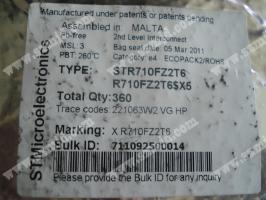 Manufactured under patents or patents pending
Assembled in MALTA
Pb-free 2nd Level Interconnect
MSL: 3 Bag seal date: 05 Mar 2011
PBT: 260°C Category: e4 ECOPACK2/ROHS
TYPE: STR710FZ2T6
R710FZ2T6$X5
Total Qty: 360
Trace codes: 221063W2 VG HP
Marking: X R710FZ2T6
Bulk ID: 711092500014
Please provide the Bulk ID for any inquiry
STMicroelectronics